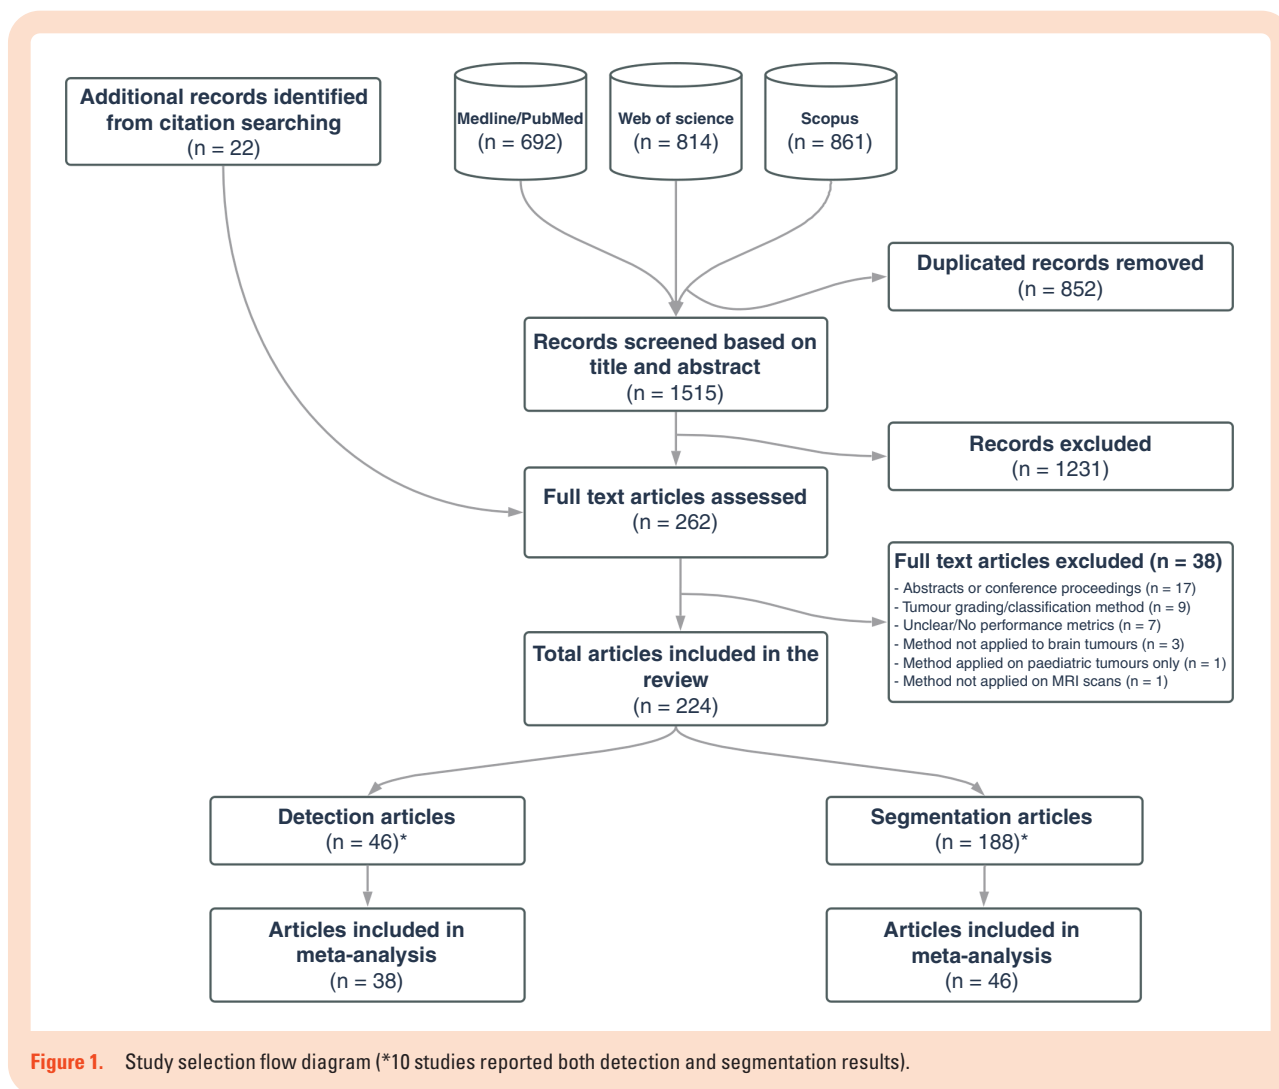 Additional records identified
from citation searching
(n = 22)
Medline/PubMed
(n = 692)
Web of science
(n = 814)
Scopus
(n = 861)
Duplicated records removed
(n = 852)
Records screened based on
title and abstract
(n = 1515)
Records excluded
(n = 1231)
Full text articles assessed
(n = 262)
Full text articles excluded (n = 38)
- Abstracts or conference proceedings (n = 17)
- Tumour grading/classification method (n = 9)
- Unclear/No performance metrics (n = 7)
- Method not applied to brain tumours (n = 3)
- Method applied on paediatric tumours only (n = 1)
- Method not applied on MRI scans (n = 1)
Total articles included in the
review
(n = 224)
Detection articles
(n = 46)*
Segmentation articles
(n = 188)*
Articles included in
meta-analysis
(n = 38)
Articles included in
meta-analysis
(n = 46)
Figure 1. Study selection flow diagram (*10 studies reported both detection and segmentation results).